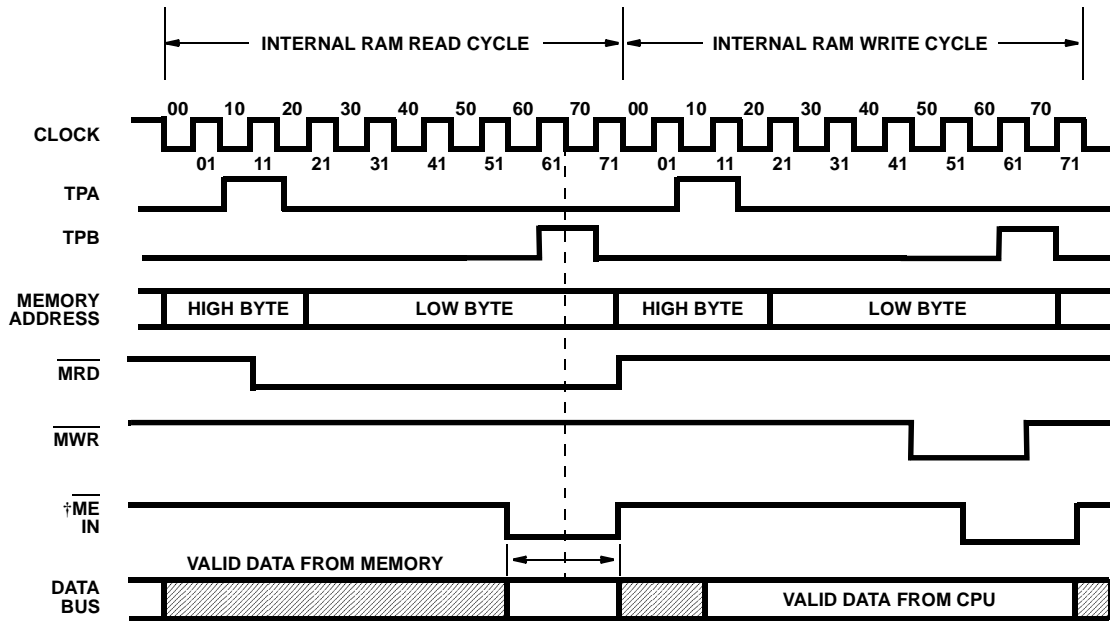 INTERNAL RAM READ CYCLE INTERNAL RAM WRITE CYCLE
00 10 20 30 40 50 60 70 00 10 20 30 40 50 60 70
CLOCK
01 11 21 31 41 51 61 71 01 11 21 31 41 51 61 71
TPA
TPB
MEMORY
ADDRESS
HIGH BYTE LOW BYTE HIGH BYTE LOW BYTE
MRD
MWR
†ME
IN
VALID DATA FROM MEMORY
DATA
BUS
VALID DATA FROM CPU